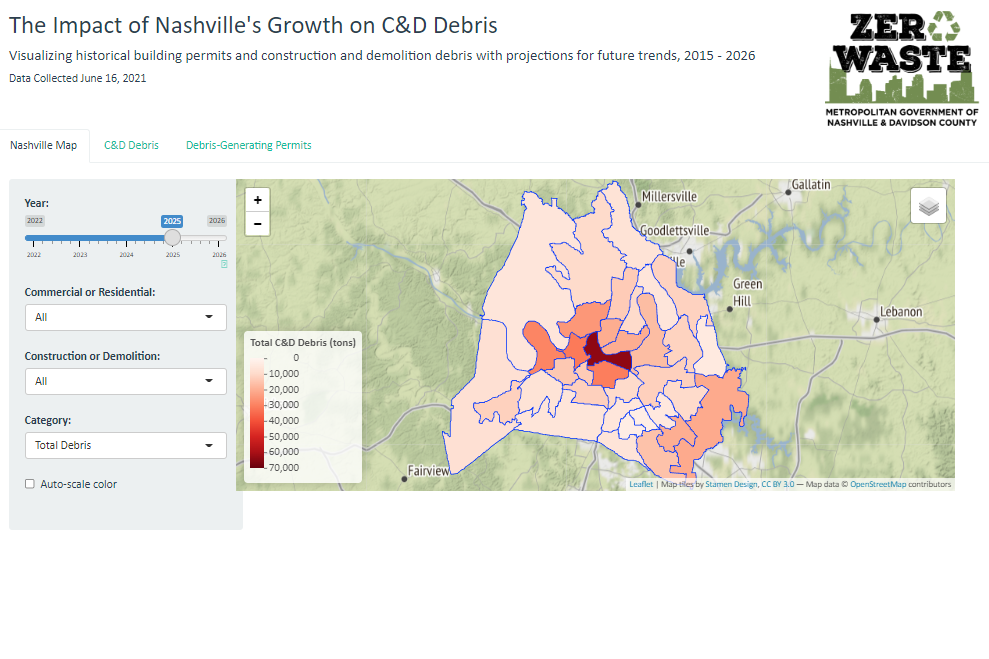 The Impact of Nashville's Growth on C&D Debris
Visualizing historical building permits and construction and demolition debris with projections for future trends, 2015 - 2026
Data Collected June 16, 2021
ZER
WASTE
METROPOLITAN GOVERNMENT OF
NASHVILLE & DAVIDSON COUNTY
Nashville Map
C&D Debris
Debris-Generating Permits
Year:
2022
2025
2026
2022
2023
2024
2025
2026
Commercial or Residential:
All
Construction or Demolition:
All
Category:
Total Debris
Auto-scale color
+
−
Gallatin
Millersville
Goodlettsville
lle
Green
Hill
Lebanon
Fairview
Total C&D Debris (tons)
0
10,000
20,000
30,000
40,000
50,000
60,000
70,000
Leaflet | Map tiles by Stamen Design, CC BY 3.0 — Map data © OpenStreetMap contributors